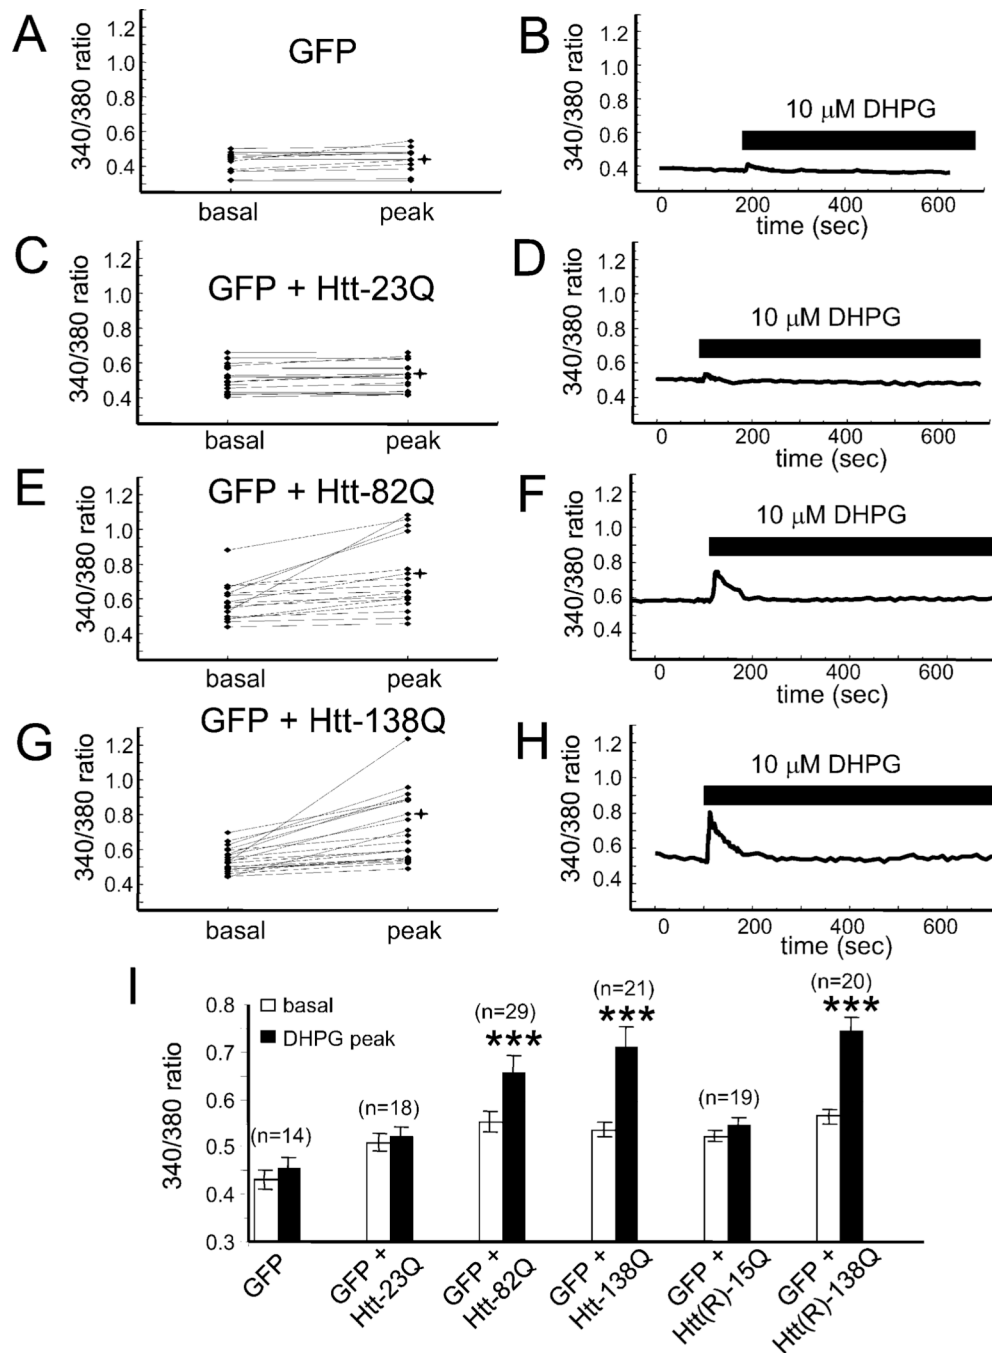 A
GFP
340/380 ratio
1.2
1.0
0.8
0.6
0.4
basal
peak
B
10 μM DHPG
340/380 ratio
1.2
1.0
0.8
0.6
0.4
0
200
400
600
time (sec)
C
GFP + Htt-23Q
340/380 ratio
1.2
1.0
0.8
0.6
0.4
basal
peak
D
10 μM DHPG
340/380 ratio
1.2
1.0
0.8
0.6
0.4
0
200
400
600
time (sec)
E
GFP + Htt-82Q
340/380 ratio
1.2
1.0
0.8
0.6
0.4
basal
peak
F
10 μM DHPG
340/380 ratio
1.2
1.0
0.8
0.6
0.4
0
200
400
600
time (sec)
G
GFP + Htt-138Q
340/380 ratio
1.2
1.0
0.8
0.6
0.4
basal
peak
H
10 μM DHPG
340/380 ratio
1.2
1.0
0.8
0.6
0.4
0
200
400
600
time (sec)
I
340/380 ratio
0.8
0.7
0.6
0.5
0.4
0.3
basal
DHPG peak
(n=14)
(n=18)
(n=29)
***
(n=21)
***
(n=19)
(n=20)
***
GFP
GFP +
Htt-23Q
GFP +
Htt-82Q
GFP +
Htt-138Q
GFP +
Htt(R)-15Q
GFP +
Htt(R)-138Q